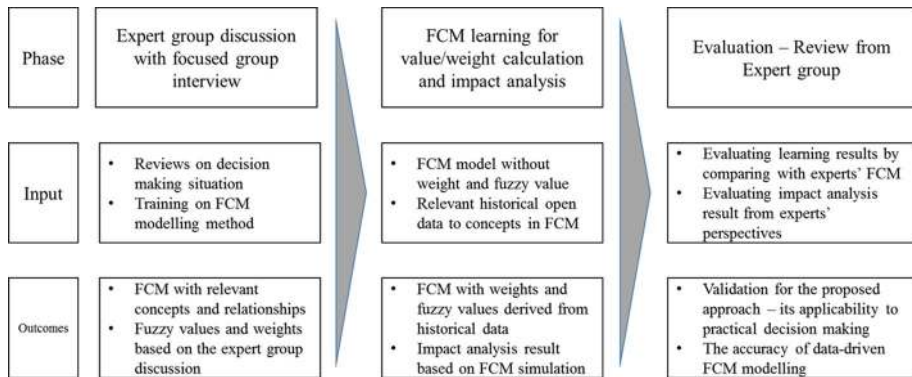 Phase
Expert group discussion
with focused group
interview
FCM learning for
value/weight calculation
and impact analysis
Evaluation – Review from
Expert group
Input
• Reviews on decision
making situation
• Training on FCM
modelling method
• FCM model without
weight and fuzzy value
• Relevant historical open
data to concepts in FCM
• Evaluating learning results by
comparing with experts' FCM
• Evaluating impact analysis
result from experts'
perspectives
Outcomes
• FCM with relevant
concepts and relationships
• Fuzzy values and weights
based on the expert group
discussion
• FCM with weights and
fuzzy values derived from
historical data
• Impact analysis result
based on FCM simulation
• Validation for the proposed
approach – its applicability to
practical decision making
• The accuracy of data-driven
FCM modelling